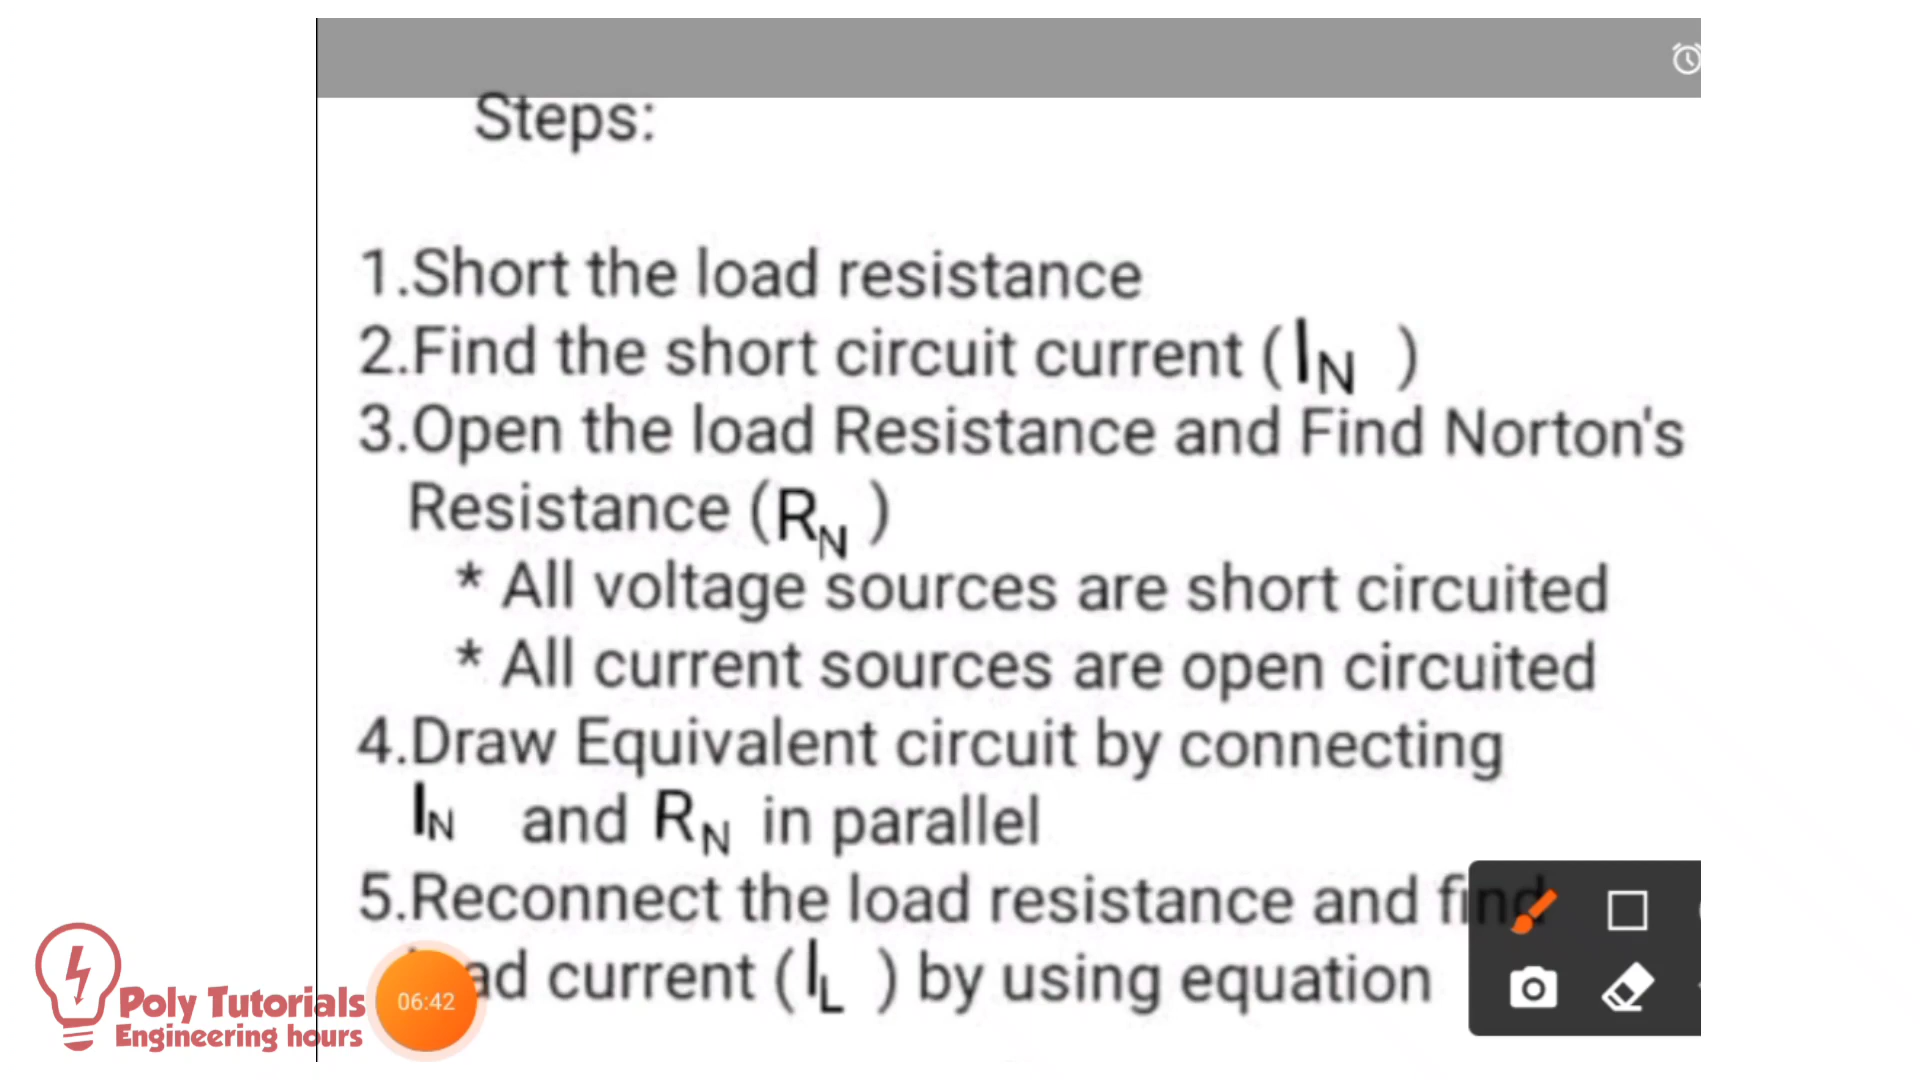 Steps:
1.Short the load resistance
2.Find the short circuit current (IN )
3.Open the load Resistance and Find Norton's
Resistance (RN )
* All voltage sources are short circuited
* All current sources are open circuited
4.Draw Equivalent circuit by connecting
IN and RN in parallel
5.Reconnect the load resistance and find
ad current (IL ) by using equation
06:42
Poly Tutorials
Engineering hours